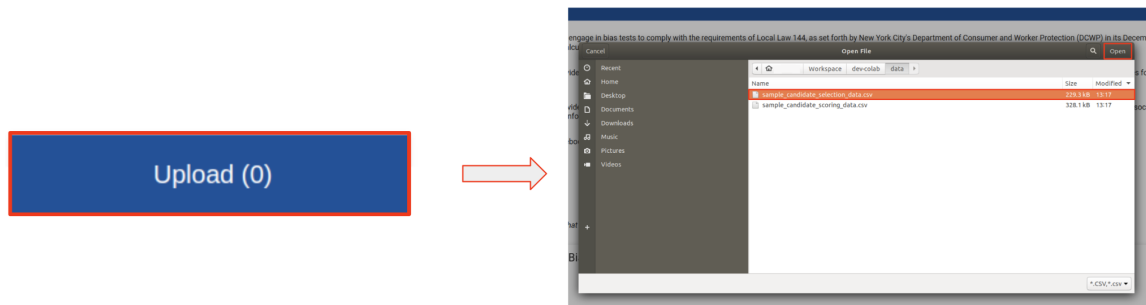 Upload (0)
engage in bias tests to comply with the requirements of Local Law 144, as set forth by New York City's Department of Consumer and Worker Protection (DCWP) in its Decem
Cancel Open File Open
Recent
Home
Desktop
Documents
Downloads
Music
Pictures
Videos
Workspace dev-colab data
Name Size Modified
sample_candidate_selection_data.csv 229.3 kB 13:17
sample_candidate_scoring_data.csv 328.1 kB 13:17
Bi
*.CSV,*.csv